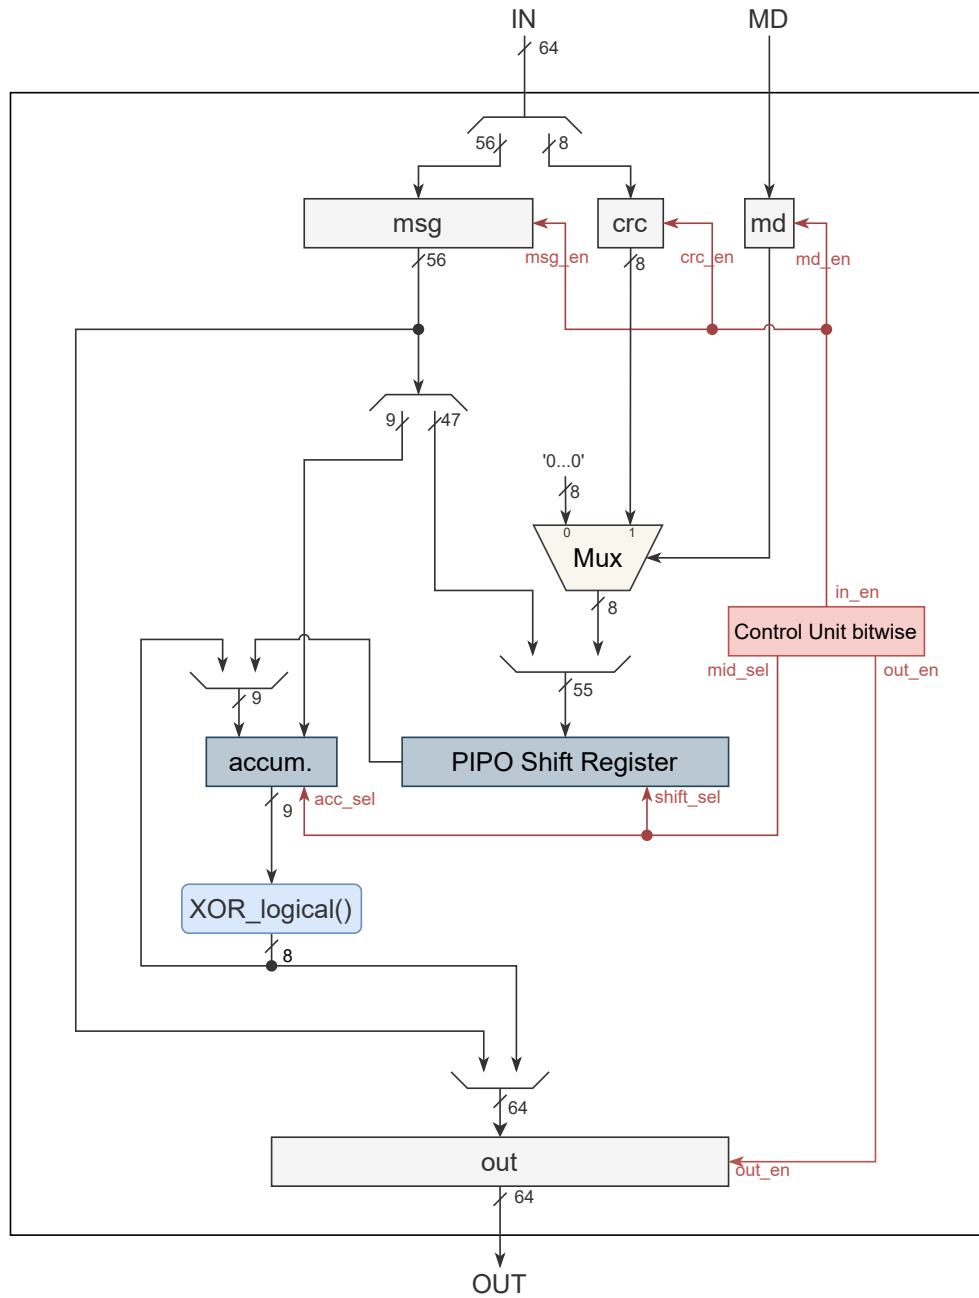 IN
MD
64
56
8
msg
crc
md
msg_en
crc_en
md_en
56
8
9
47
'0...0'
8
0
1
Mux
8
in_en
Control Unit bitwise
mid_sel
out_en
9
55
accum.
PIPO Shift Register
acc_sel
shift_sel
9
XOR_logical()
8
64
out
out_en
64
OUT